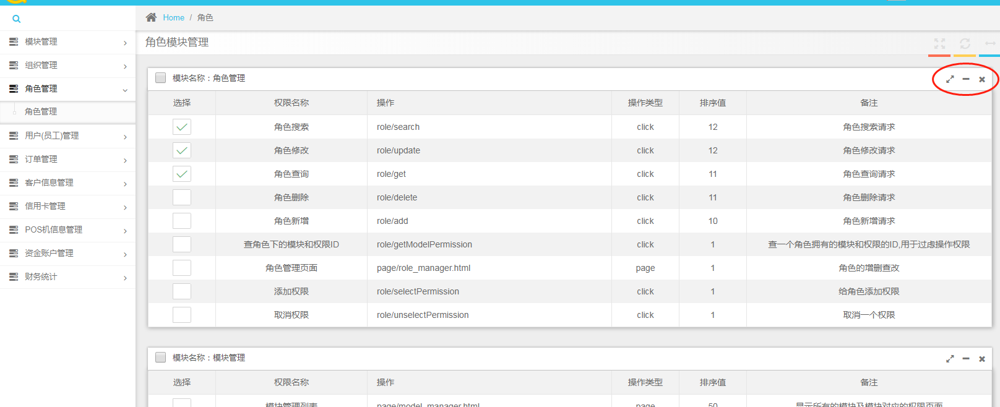 Home / 角色
模块管理
组织管理
角色管理
角色管理
用户(员工)管理
订单管理
客户信息管理
信用卡管理
POS机信息管理
资金账户管理
财务统计
角色模块管理
模块名称：角色管理
选择 权限名称 操作 操作类型 排序值 备注
角色搜索 role/search click 12 角色搜索请求
角色修改 role/update click 12 角色修改请求
角色查询 role/get click 11 角色查询请求
角色删除 role/delete click 11 角色删除请求
角色新增 role/add click 10 角色新增请求
查角色下的模块和权限ID role/getModelPermission click 1 查一个角色拥有的模块和权限的ID,用于过虑操作权限
角色管理页面 page/role_manager.html page 1 角色的增删查改
添加权限 role/selectPermission click 1 给角色添加权限
取消权限 role/unselectPermission click 1 取消一个权限
模块名称：模块管理
选择 权限名称 操作 操作类型 排序值 备注
模块管理列表 page/model_manager.html page 50 显示所有的模块及模块对应的权限页面